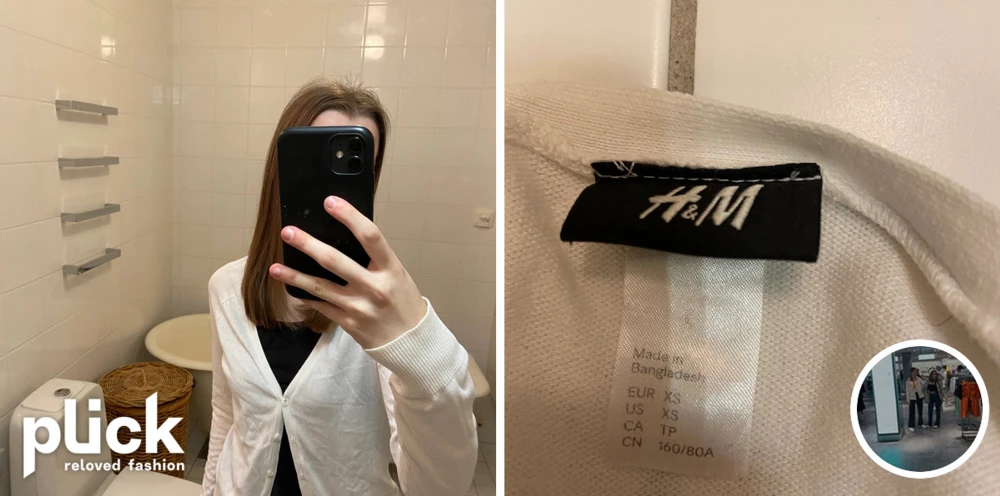 plick
reloved fashion
H&M
Made in
Bangladesh
EUR XS
US XS
CA TP
CN 160/80A